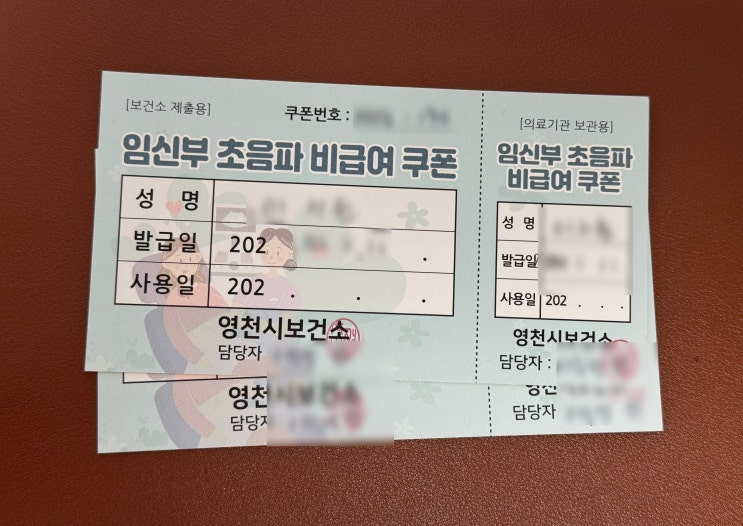 [보건소 제출용]
쿠폰번호 :
임신부 초음파 비급여 쿠폰
성 명
발급일 202 .
사용일 202 . . .
영천시보건소
담당자
[의료기관 보관용]
임신부 초음파
비급여 쿠폰
성 명
발급일
사용일 202 . . .
영천시보건소
담당자 :
영천
담당자
영천
담당자